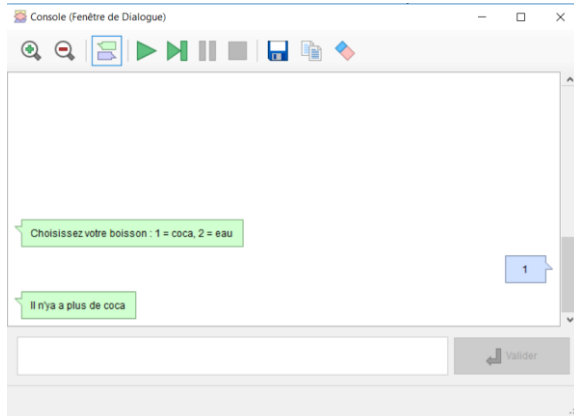 Console (Fenêtre de Dialogue)
Choisissez votre boisson : 1 = coca, 2 = eau
1
Il n'ya a plus de coca
Valider